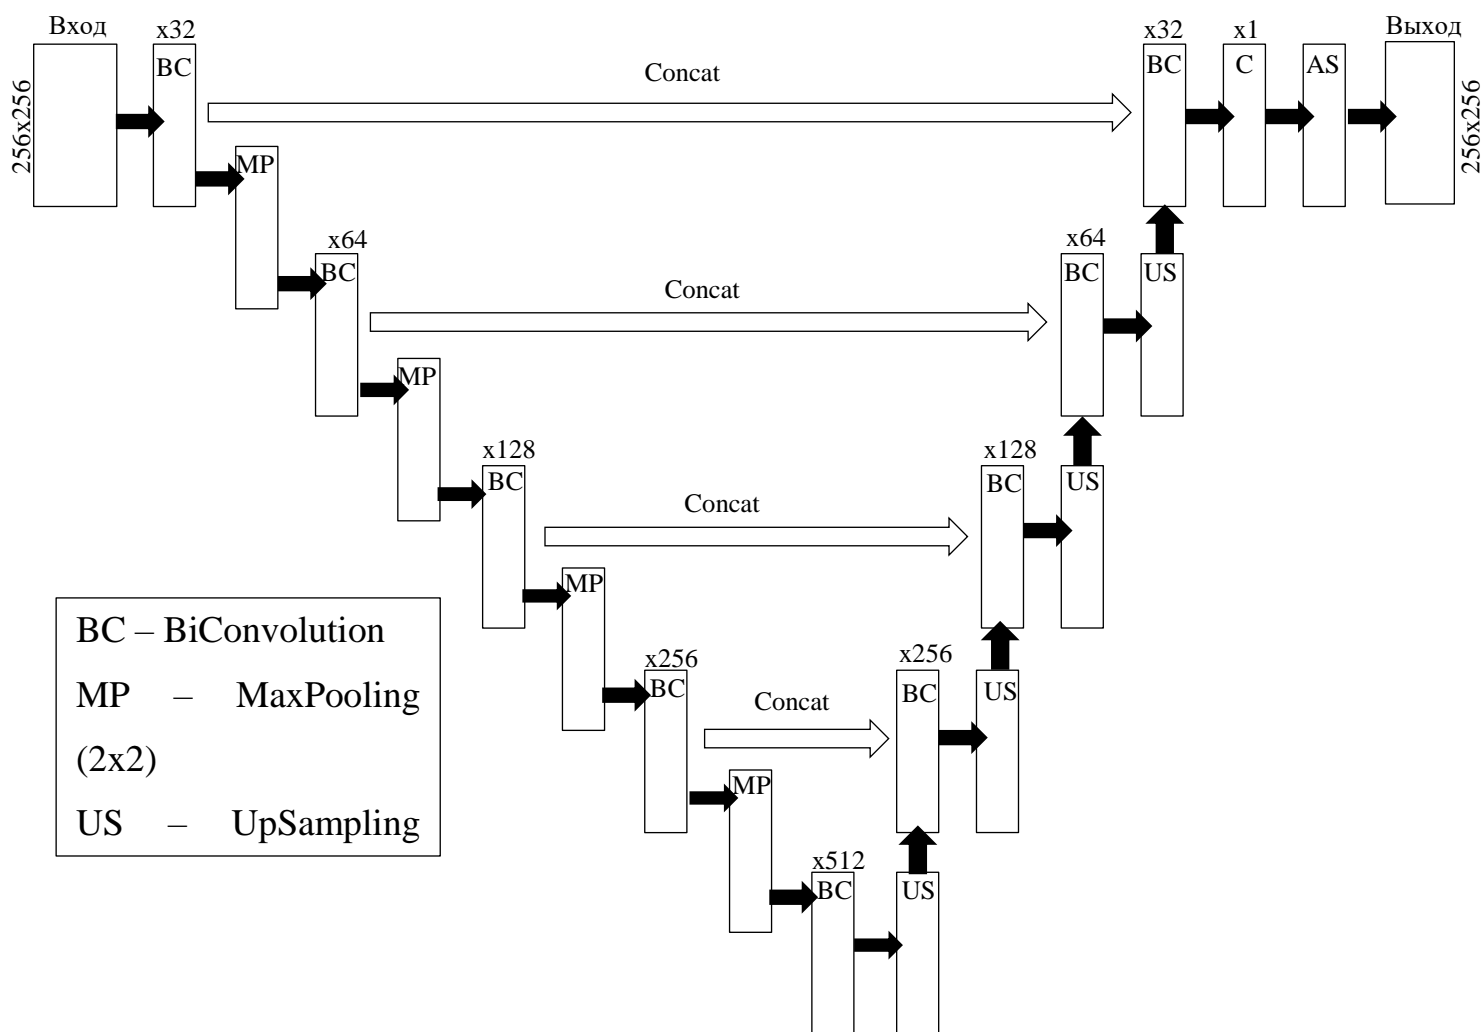 Вход
x32
x32
x1
Выход
BC
BC
C
AS
Concat
256x256
256x256
MP
x64
x64
BC
BC
US
Concat
MP
x128
x128
BC
BC
US
Concat
MP
BC – BiConvolution
MP – MaxPooling
(2x2)
US – UpSampling
x256
x256
BC
BC
US
Concat
MP
x512
BC
US